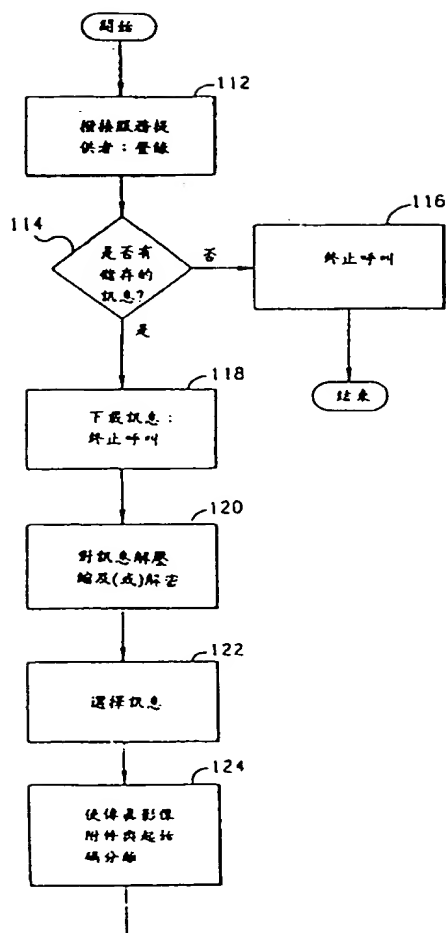 開始
112
撥接服務提
供者：登錄
114
是否有
儲存的
訊息？
否
116
終止呼叫
是
結束
118
下載訊息：
終止呼叫
120
對訊息解壓
縮及(或)解密
122
選擇訊息
124
使傳真影像
附件與起始
碼分離